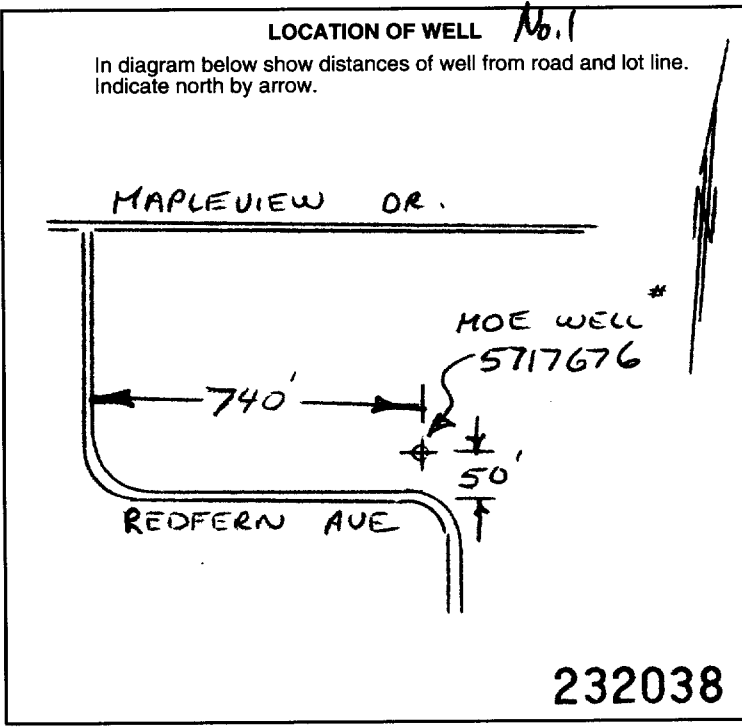 LOCATION OF WELL No.1
In diagram below show distances of well from road and lot line.
Indicate north by arrow.
MAPLEVIEW DR.
N
MOE WELL #
5717676
740'
50'
REDFERN AVE
232038